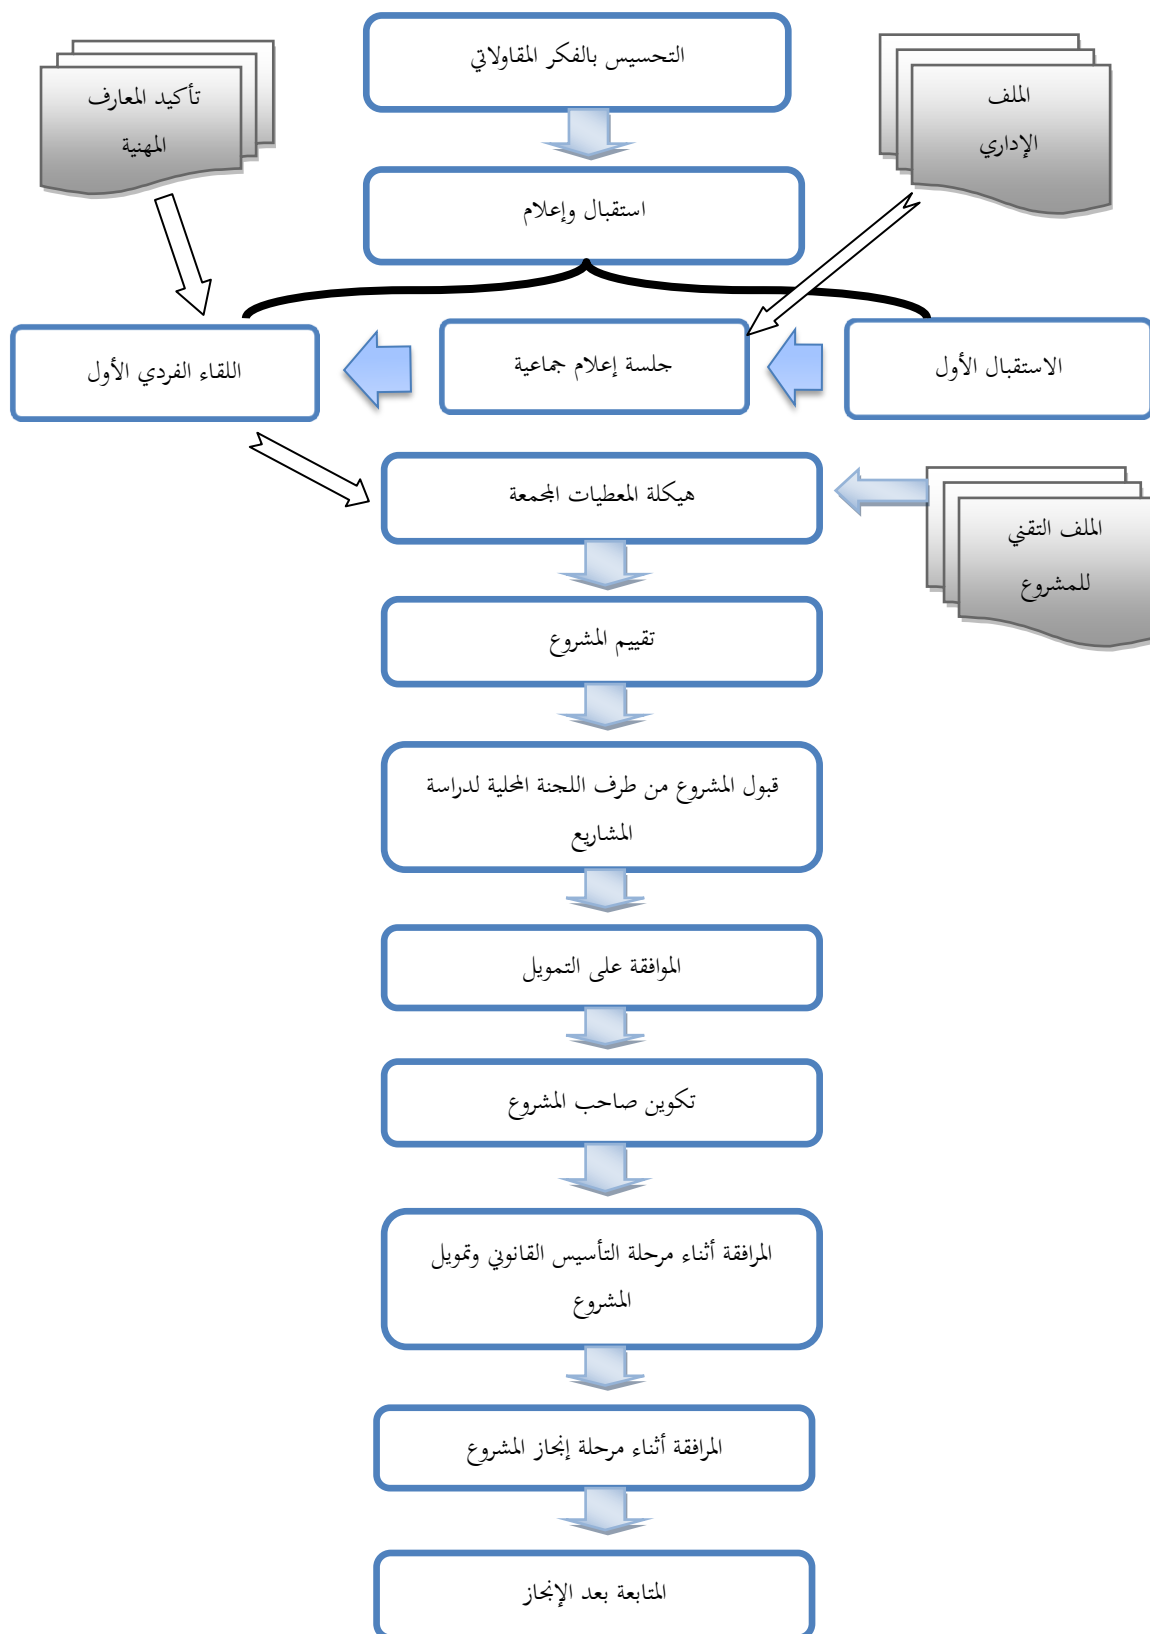 التحسيس بالفكر المقاولاتي
الملف
الإداري
تأكيد المعارف
المهنية
استقبال وإعلام
الاستقبال الأول
جلسة إعلام جماعية
اللقاء الفردي الأول
هيكلة المعطيات المجمعة
الملف التقني
للمشروع
تقييم المشروع
قبول المشروع من طرف اللجنة المحلية لدراسة
المشاريع
الموافقة على التمويل
تكوين صاحب المشروع
المرافقة أثناء مرحلة التأسيس القانوني وتمويل
المشروع
المرافقة أثناء مرحلة إنجاز المشروع
المتابعة بعد الإنجاز